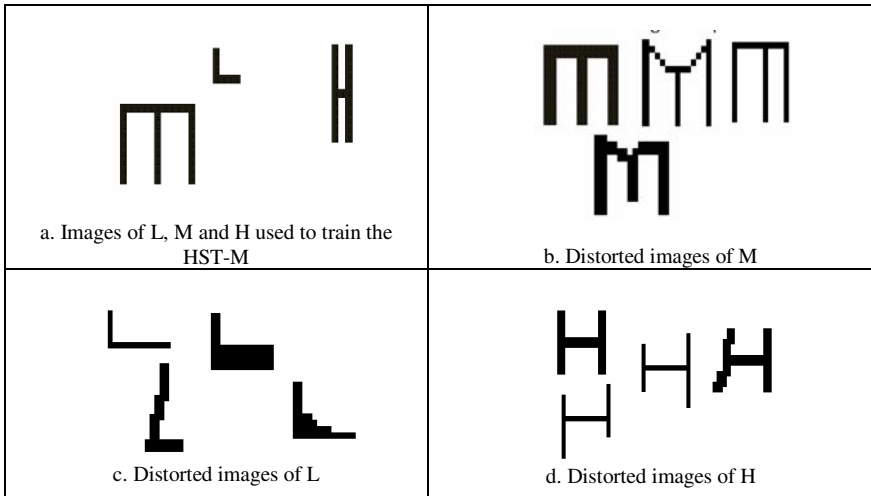 L
H
M
a. Images of L, M and H used to train the
HST-M
M M M
M
b. Distorted images of M
L L
L L
c. Distorted images of L
H H H
H
d. Distorted images of H